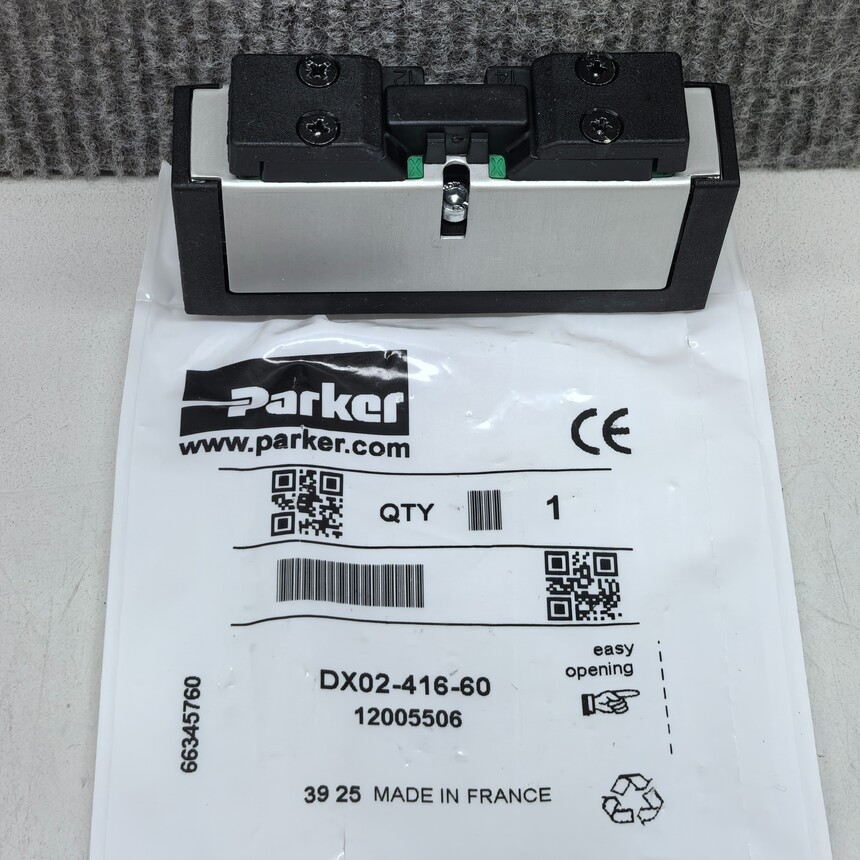 12 14
Parker
www.parker.com
CE
QTY 1
easy
opening
DX02-416-60
12005506
66345760
39 25 MADE IN FRANCE